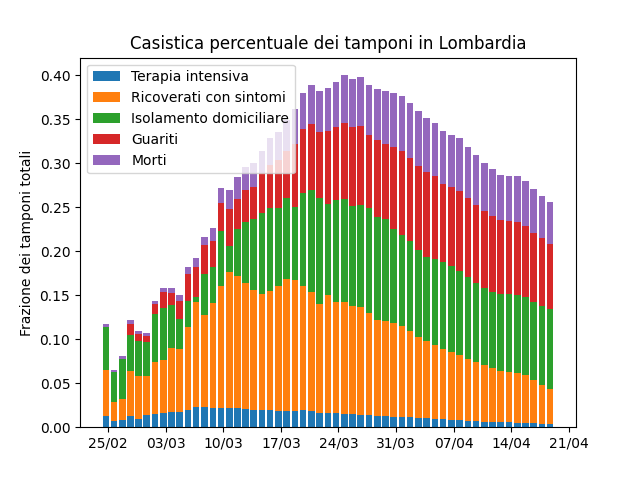 Casistica percentuale dei tamponi in Lombardia
Terapia intensiva
Ricoverati con sintomi
Isolamento domiciliare
Guariti
Morti
Frazione dei tamponi totali
0.40
0.35
0.30
0.25
0.20
0.15
0.10
0.05
0.00
25/02 03/03 10/03 17/03 24/03 31/03 07/04 14/04 21/04